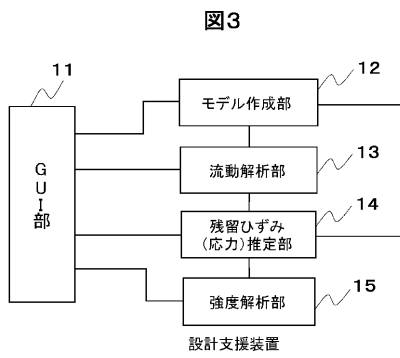 図3
11
GUI部
モデル作成部
12
流動解析部
13
残留ひずみ
(応力)推定部
14
強度解析部
15
設計支援装置